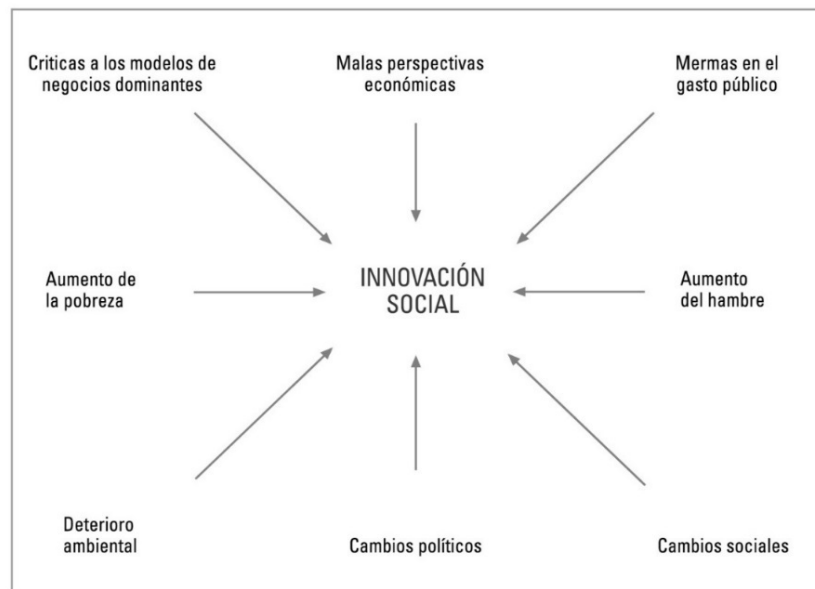 Criticas a los modelos de
negocios dominantes
Malas perspectivas
económicas
Mermas en el
gasto público
Aumento de
la pobreza
INNOVACIÓN
SOCIAL
Aumento
del hambre
Deterioro
ambiental
Cambios políticos
Cambios sociales